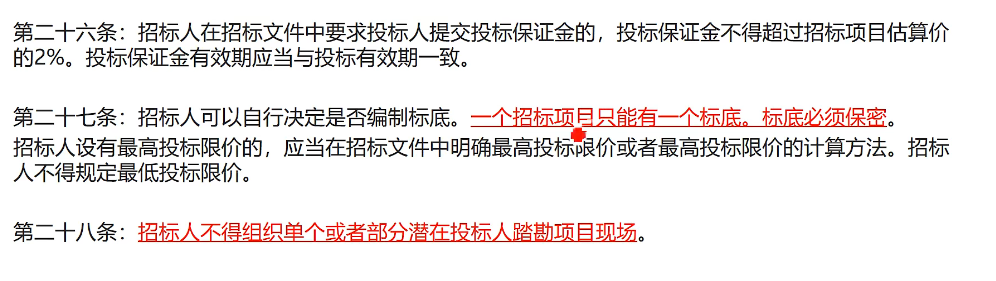 第二十六条：招标人在招标文件中要求投标人提交投标保证金的，投标保证金不得超过招标项目估算价
的2%。投标保证金有效期应当与投标有效期一致。
第二十七条：招标人可以自行决定是否编制标底。一个招标项目只能有一个标底。标底必须保密。
招标人设有最高投标限价的，应当在招标文件中明确最高投标限价或者最高投标限价的计算方法。招标
人不得规定最低投标限价。
第二十八条：招标人不得组织单个或者部分潜在投标人踏勘项目现场。